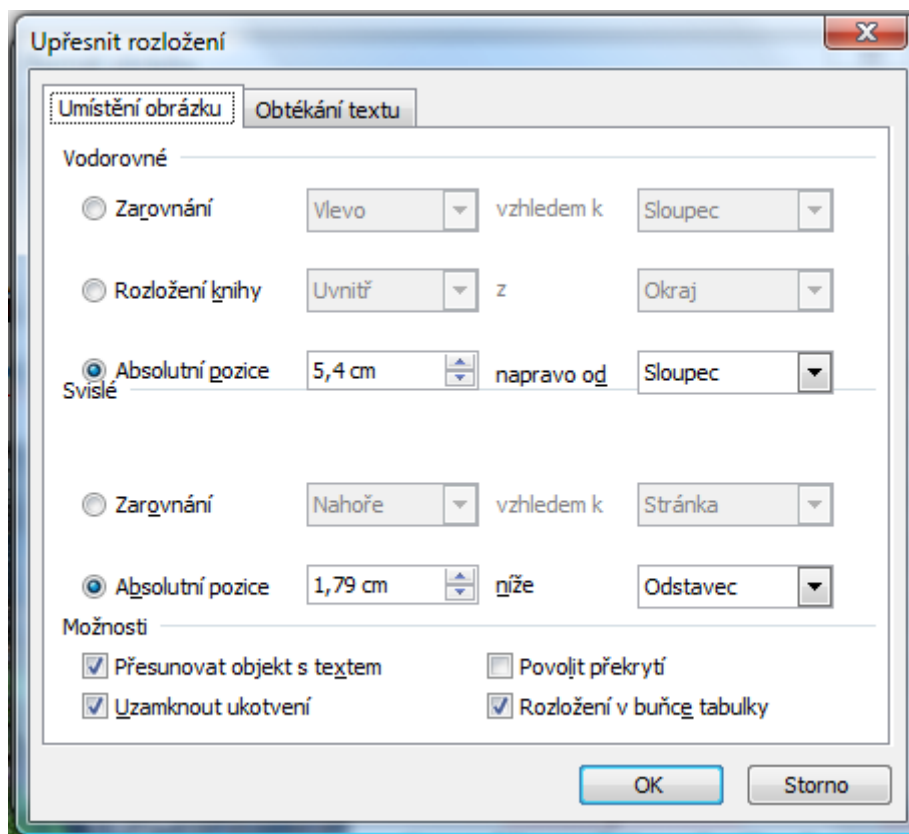 Upřesnit rozložení
Umístění obrázku Obtékání textu
Vodorovné
Zarovnání Vlevo vzhledem k Sloupec
Rozložení knihy Uvnitř z Okraj
Absolutní pozice 5,4 cm napravo od Sloupec
Svislé
Zarovnání Nahoře vzhledem k Stránka
Absolutní pozice 1,79 cm níže Odstavec
Možnosti
Přesunovat objekt s textem Povolit překrytí
Uzamknout ukotvení Rozložení v buňce tabulky
OK Storno